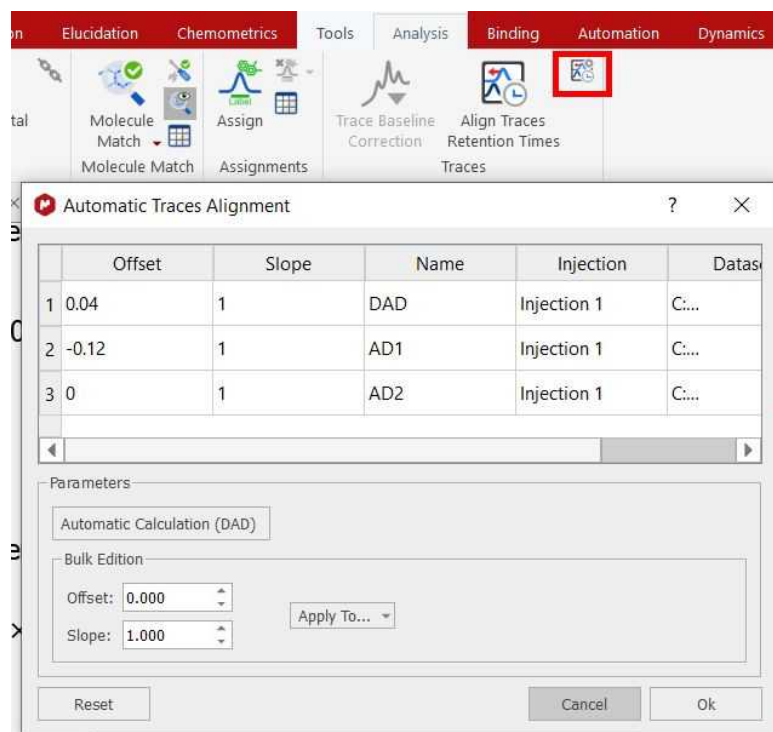 on Elucidation Chemometrics Tools Analysis Binding Automation Dynamics
tal
Molecule Match
Assign
Label
Trace Baseline Correction
Align Traces Retention Times
Molecule Match Assignments Traces
Automatic Traces Alignment ?
Offset Slope Name Injection Datase
1 0.04 1 DAD Injection 1 C:...
2 -0.12 1 AD1 Injection 1 C:...
3 0 1 AD2 Injection 1 C:...
Parameters
Automatic Calculation (DAD)
Bulk Edition
Offset: 0.000
Apply To...
Slope: 1.000
Reset Cancel Ok